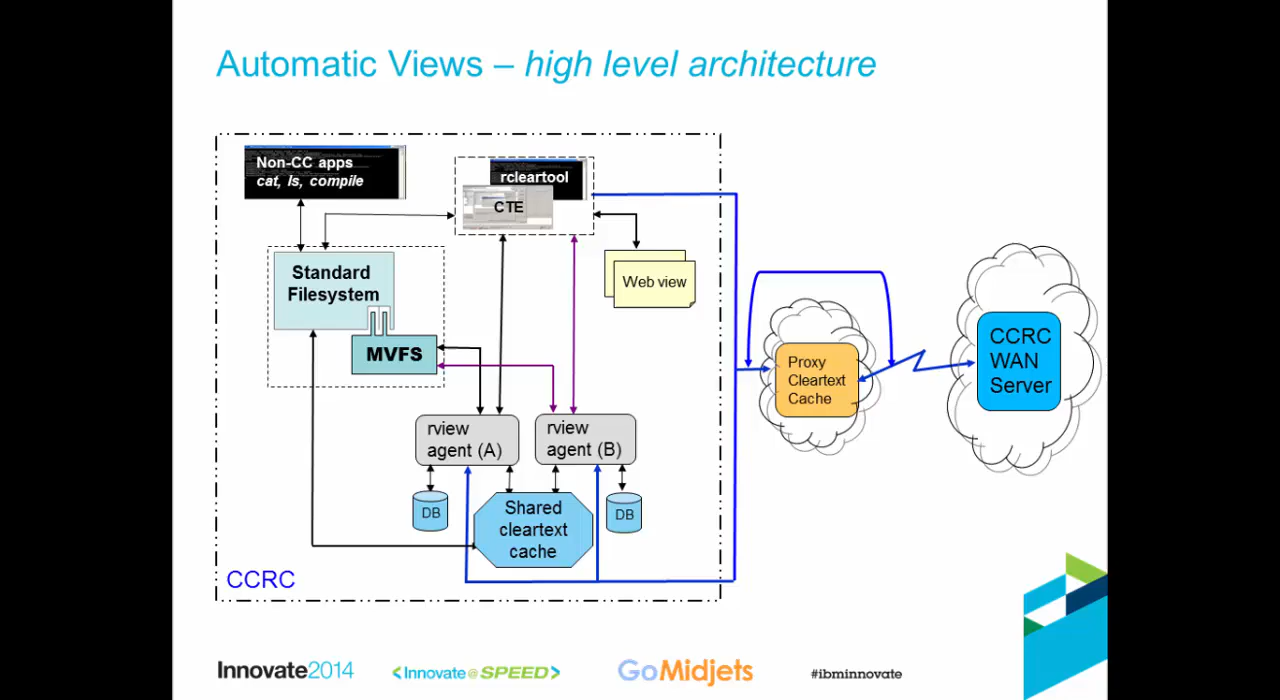 Automatic Views – high level architecture
Non-CC apps
cat, ls, compile
rcleartool
CTE
Standard
Filesystem
Web view
MVFS
Proxy
Cleartext
Cache
CCRC
WAN
Server
rview
agent (A)
rview
agent (B)
DB
Shared
cleartext
cache
DB
CCRC
Innovate2014
<Innovate@SPEED>
GoMidjets
#ibminnovate